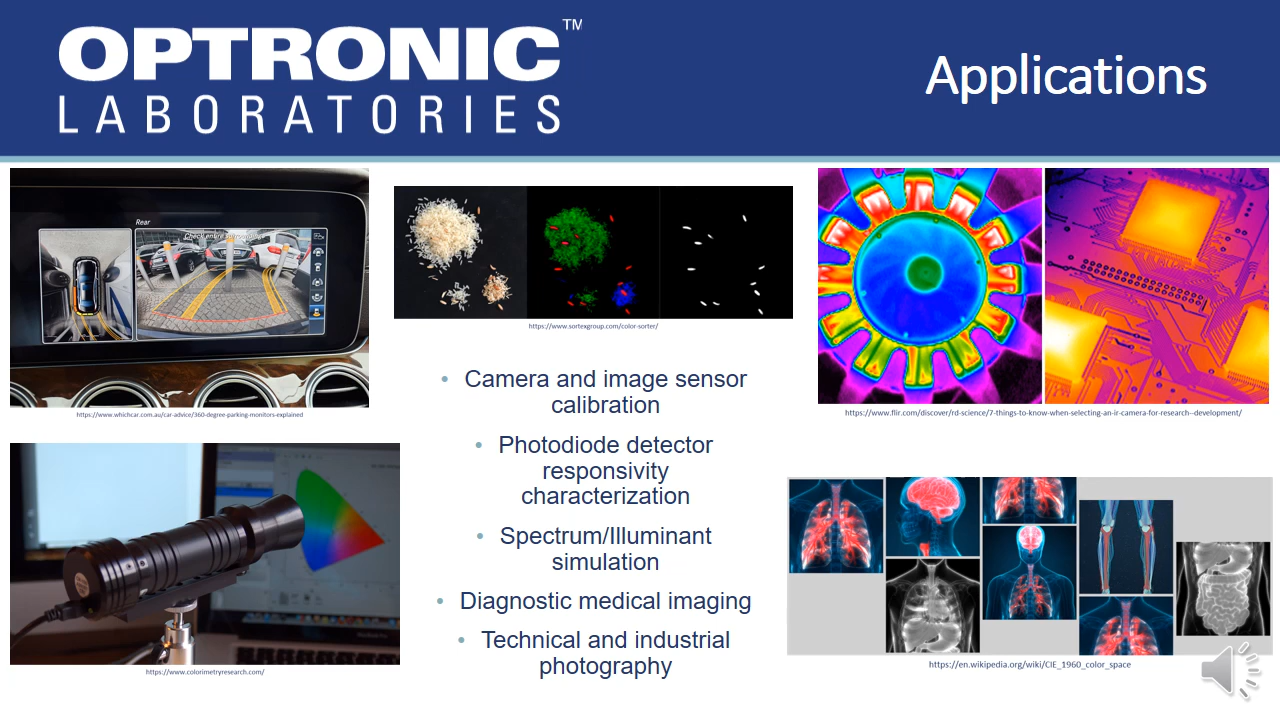 OPTRONIC™
LABORATORIES
Applications
Rear
Check entire surroundings
https://www.whichcar.com.au/car-advice/360-degree-parking-monitors-explained
https://www.sortexgroup.com/color-sorter/
https://www.flir.com/discover/rd-science/7-things-to-know-when-selecting-an-ir-camera-for-research--development/
• Camera and image sensor
calibration
• Photodiode detector
responsivity
characterization
• Spectrum/Illuminant
simulation
• Diagnostic medical imaging
• Technical and industrial
photography
https://www.colorimetryresearch.com/
https://en.wikipedia.org/wiki/CIE_1960_color_space